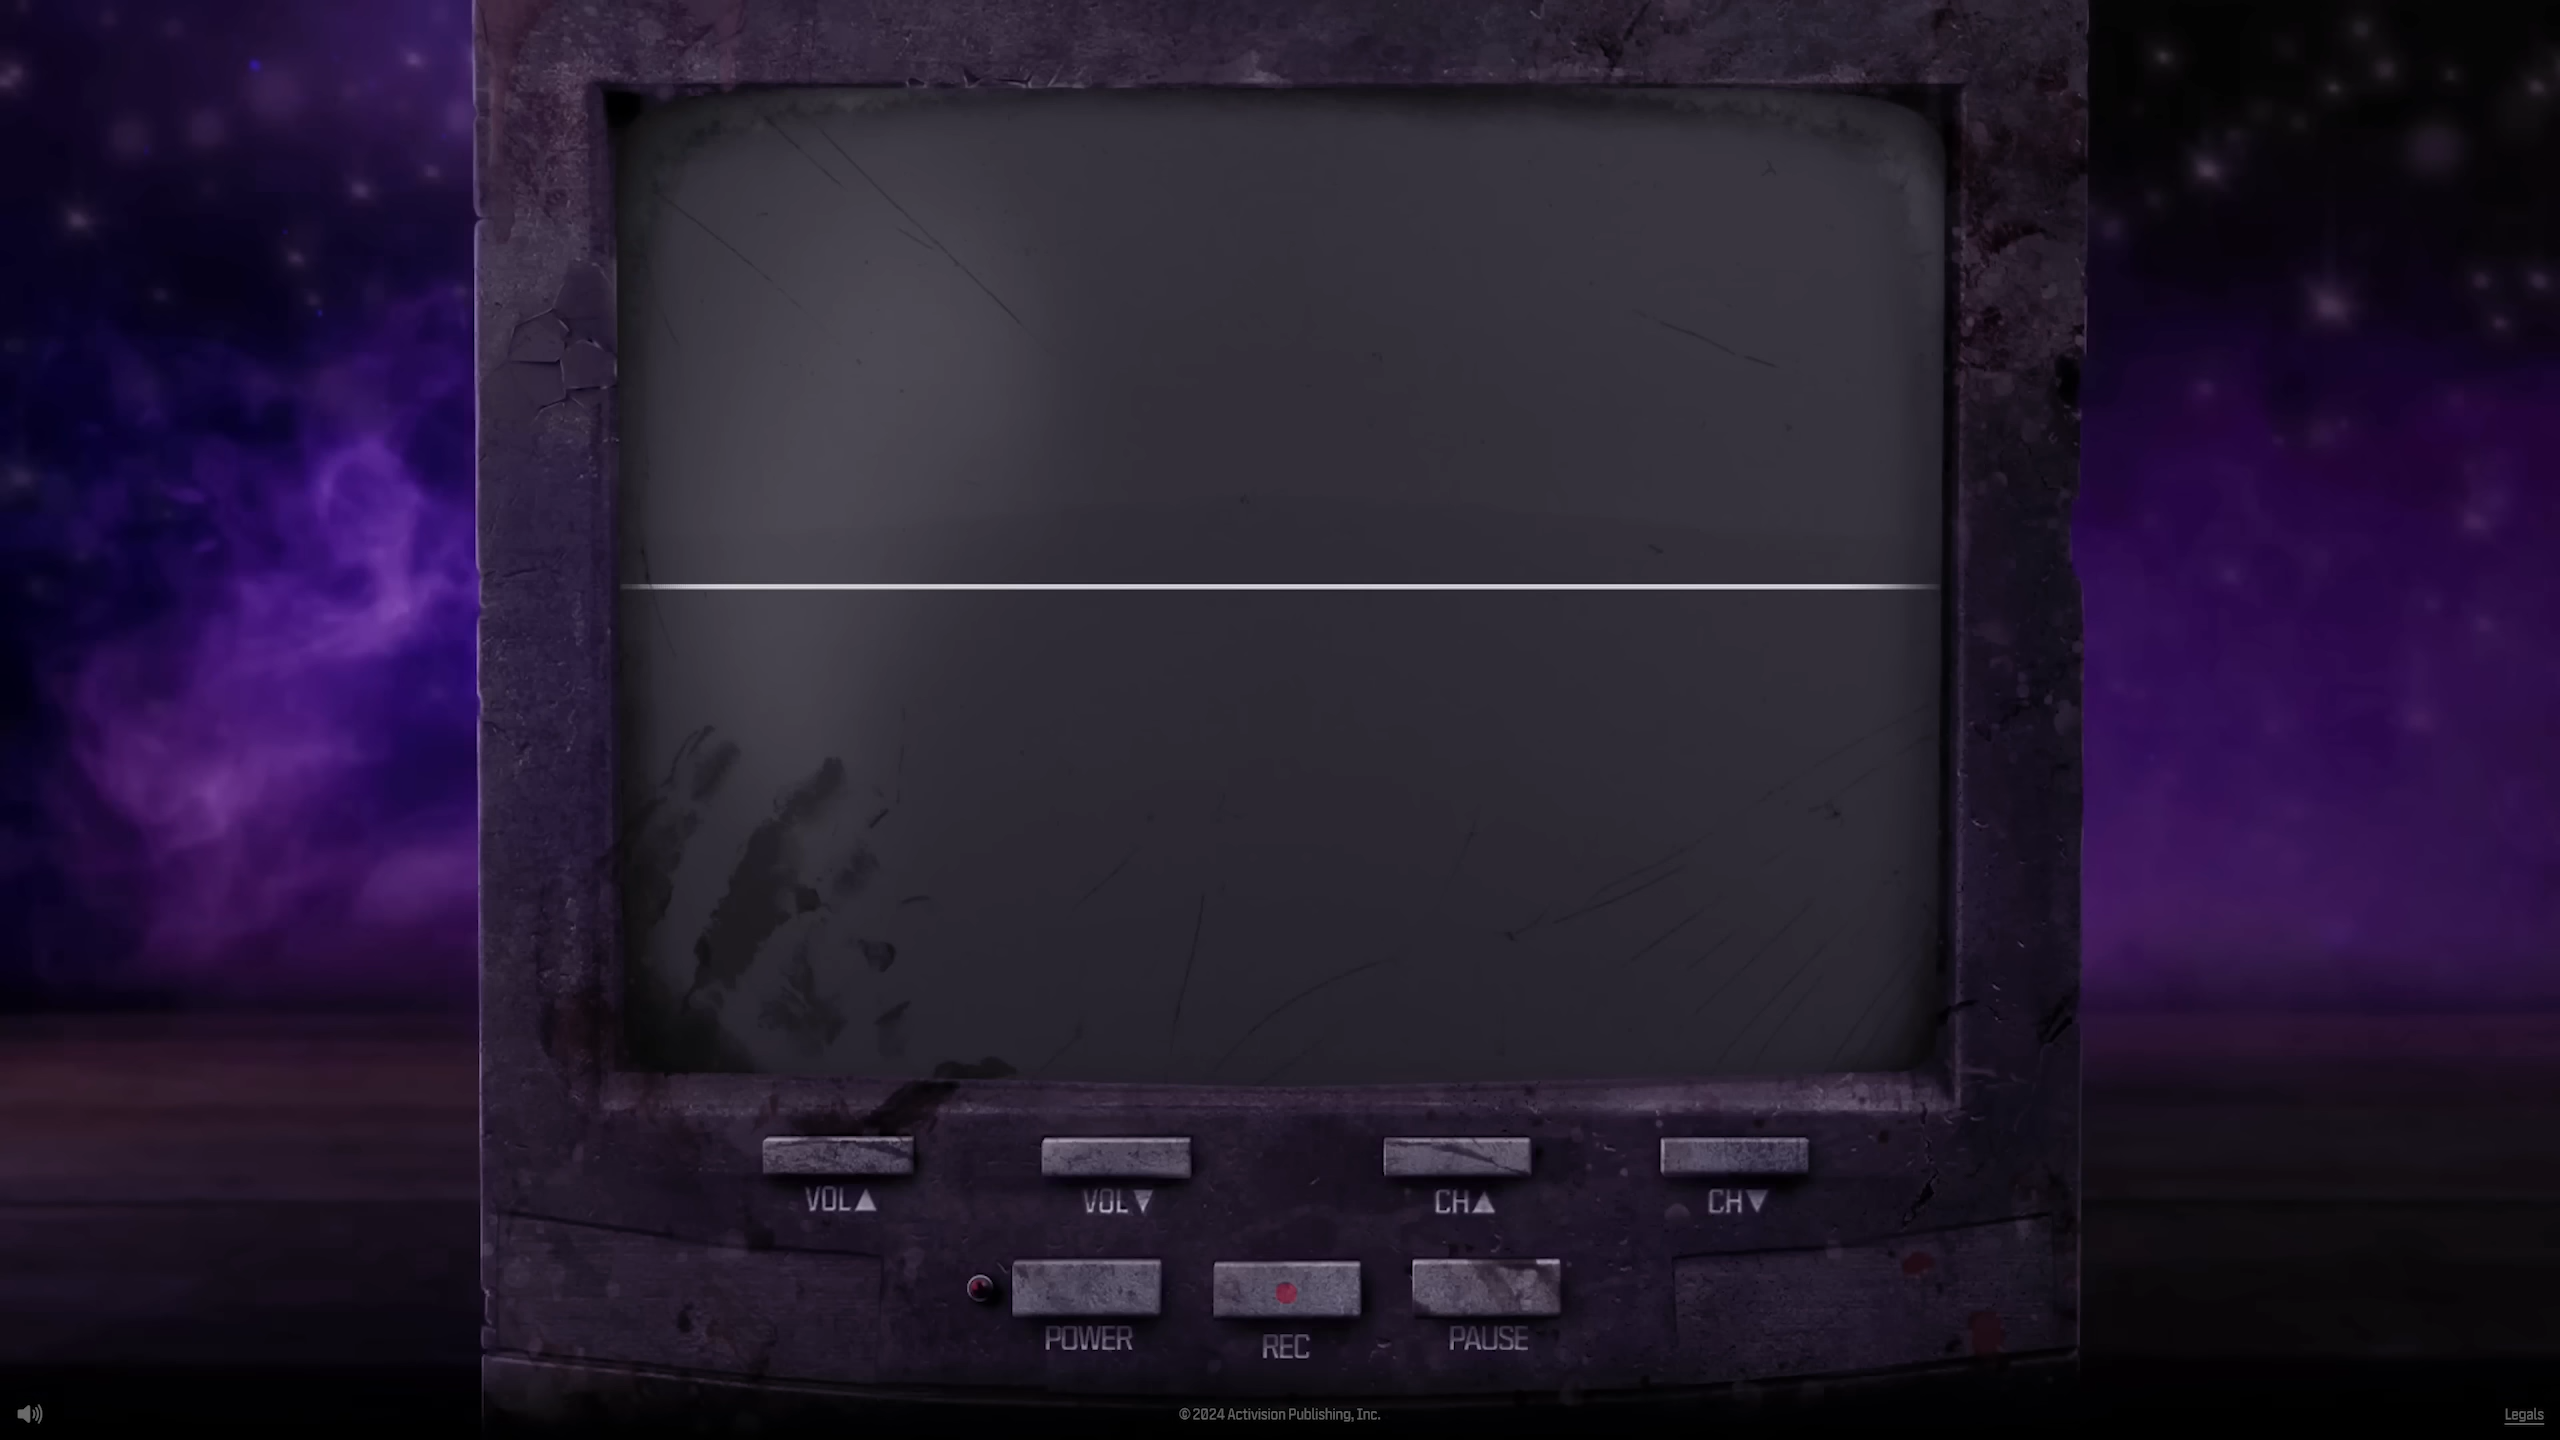 VOL▲
VOL▼
CH▲
CH▼
POWER
REC
PAUSE
© 2024 Activision Publishing, Inc.
Legals